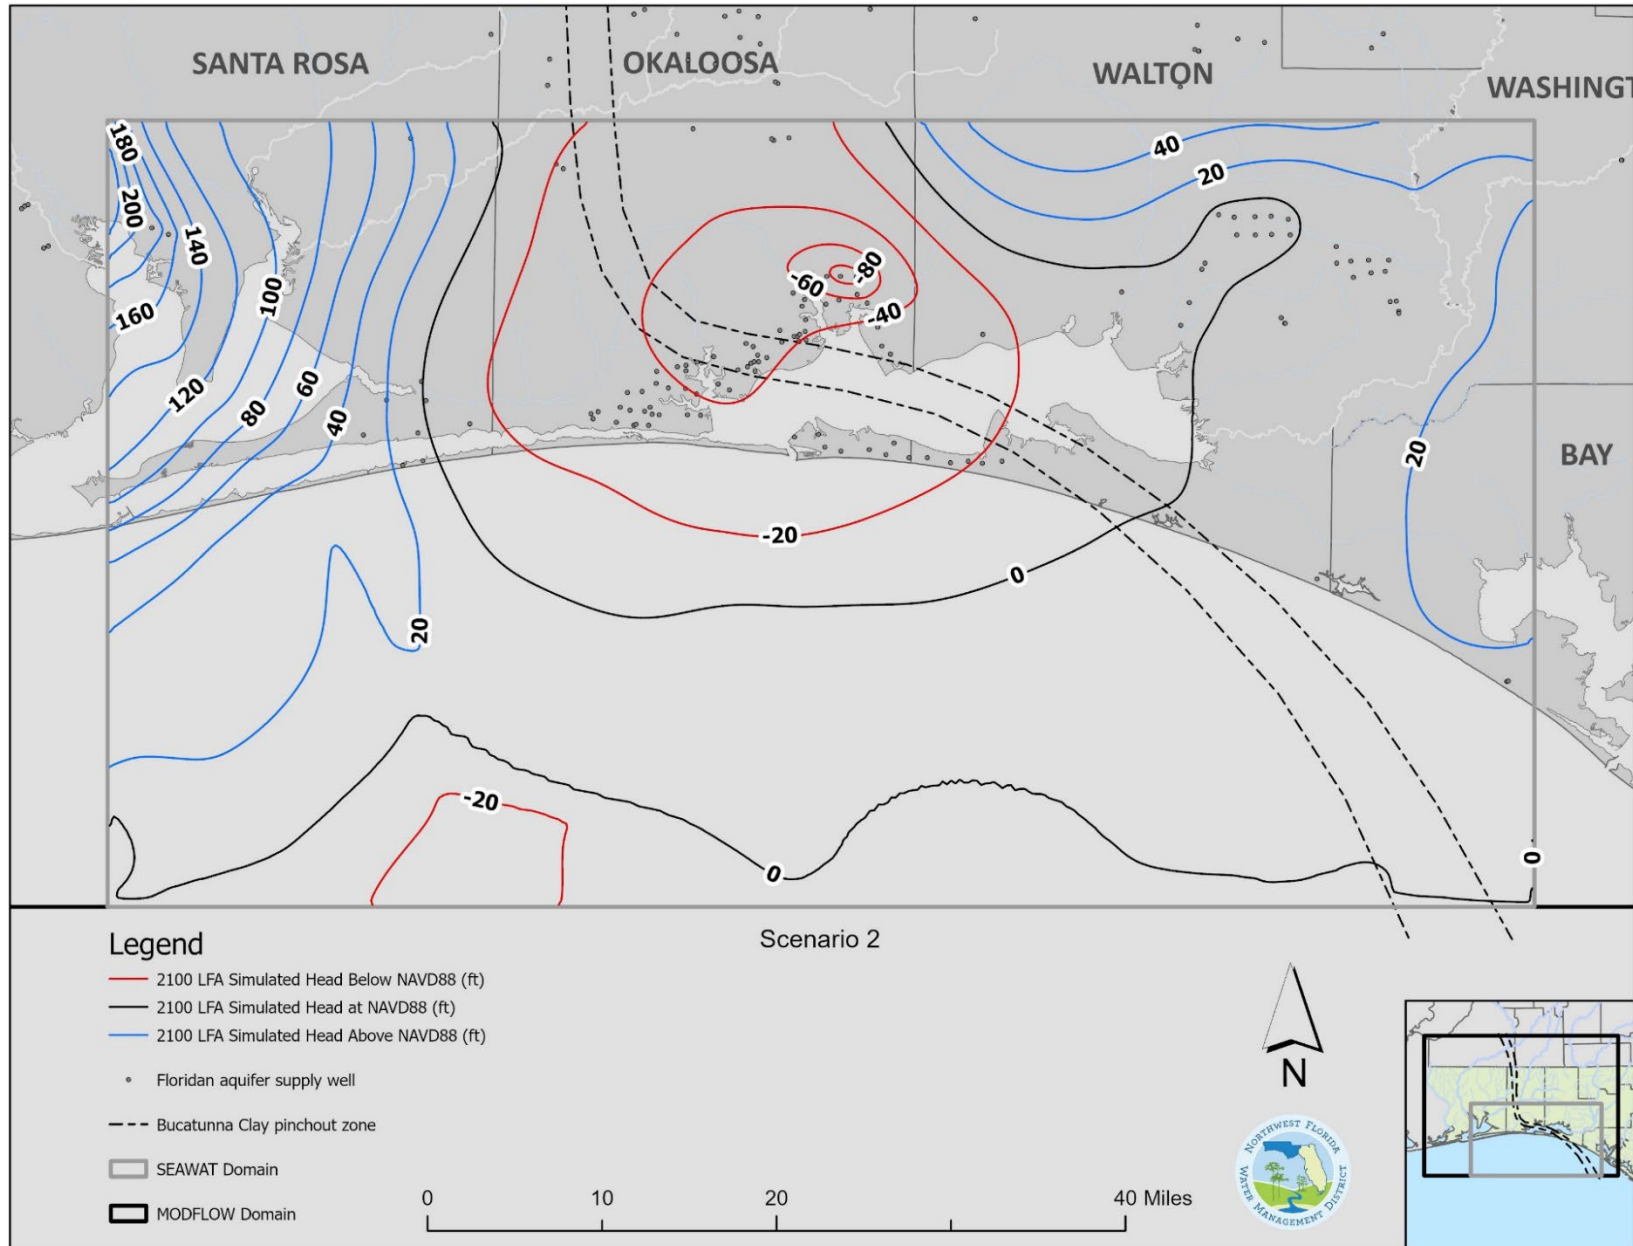 SANTA ROSA
OKALOOSA
WALTON
WASHINGT
180
200
140
160
100
120
80
60
40
20
40
20
-60
-80
-40
-20
0
20
BAY
-20
0
0
Scenario 2
Legend
2100 LFA Simulated Head Below NAVD88 (ft)
2100 LFA Simulated Head at NAVD88 (ft)
2100 LFA Simulated Head Above NAVD88 (ft)
Floridan aquifer supply well
Bucatunna Clay pinchout zone
SEAWAT Domain
MODFLOW Domain
0 10 20 40 Miles
N
NORTHWEST FLORIDA
WATER MANAGEMENT DISTRICT